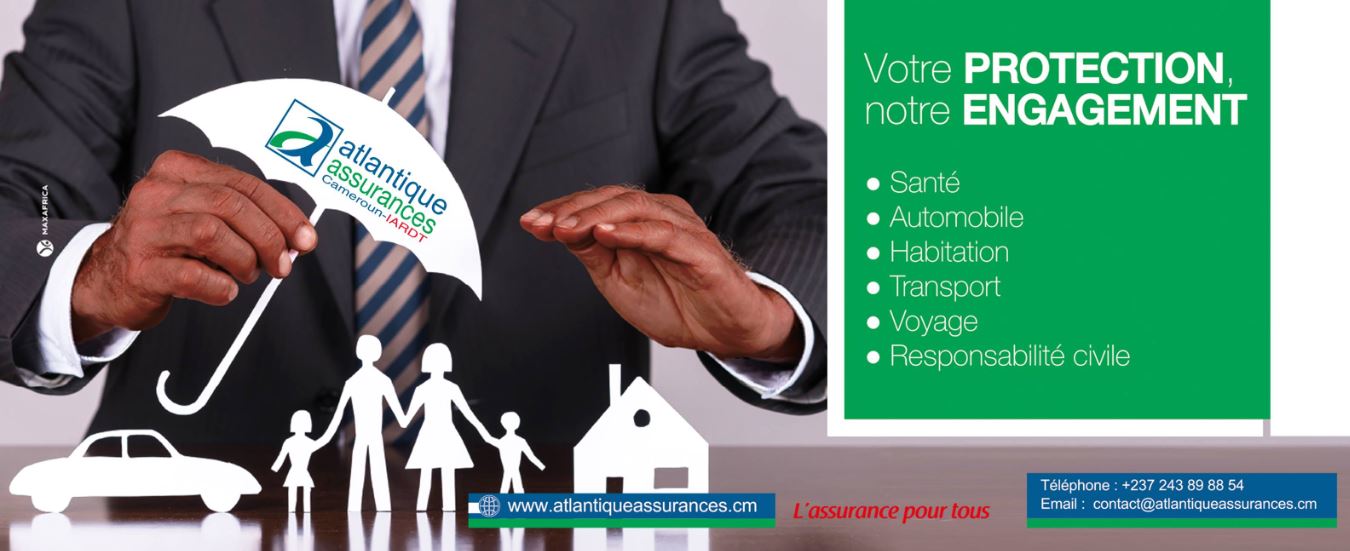 MAXAFRICA
atlantique
assurances
Cameroun-IARDT
Votre PROTECTION,
notre ENGAGEMENT
• Santé
• Automobile
• Habitation
• Transport
• Voyage
• Responsabilité civile
www.atlantiqueassurances.cm
L'assurance pour tous
Téléphone : +237 243 89 88 54
Email : contact@atlantiqueassurances.cm